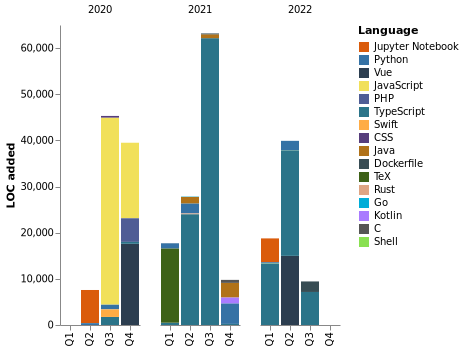 2020 2021 2022
Language
Jupyter Notebook
Python
Vue
JavaScript
PHP
TypeScript
Swift
CSS
Java
Dockerfile
TeX
Rust
Go
Kotlin
C
Shell
LOC added
60,000
50,000
40,000
30,000
20,000
10,000
0
Q1 Q2 Q3 Q4 Q1 Q2 Q3 Q4 Q1 Q2 Q3 Q4